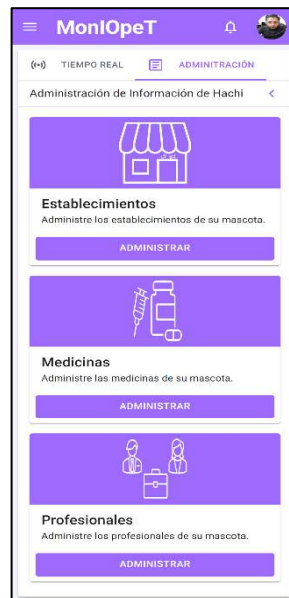 MonIOpeT
TIEMPO REAL
ADMINITRACIÓN
Administración de Información de Hachi
Establecimientos
Administre los establecimientos de su mascota.
ADMINISTRAR
Medicinas
Administre las medicinas de su mascota.
ADMINISTRAR
Profesionales
Administre los profesionales de su mascota.
ADMINISTRAR